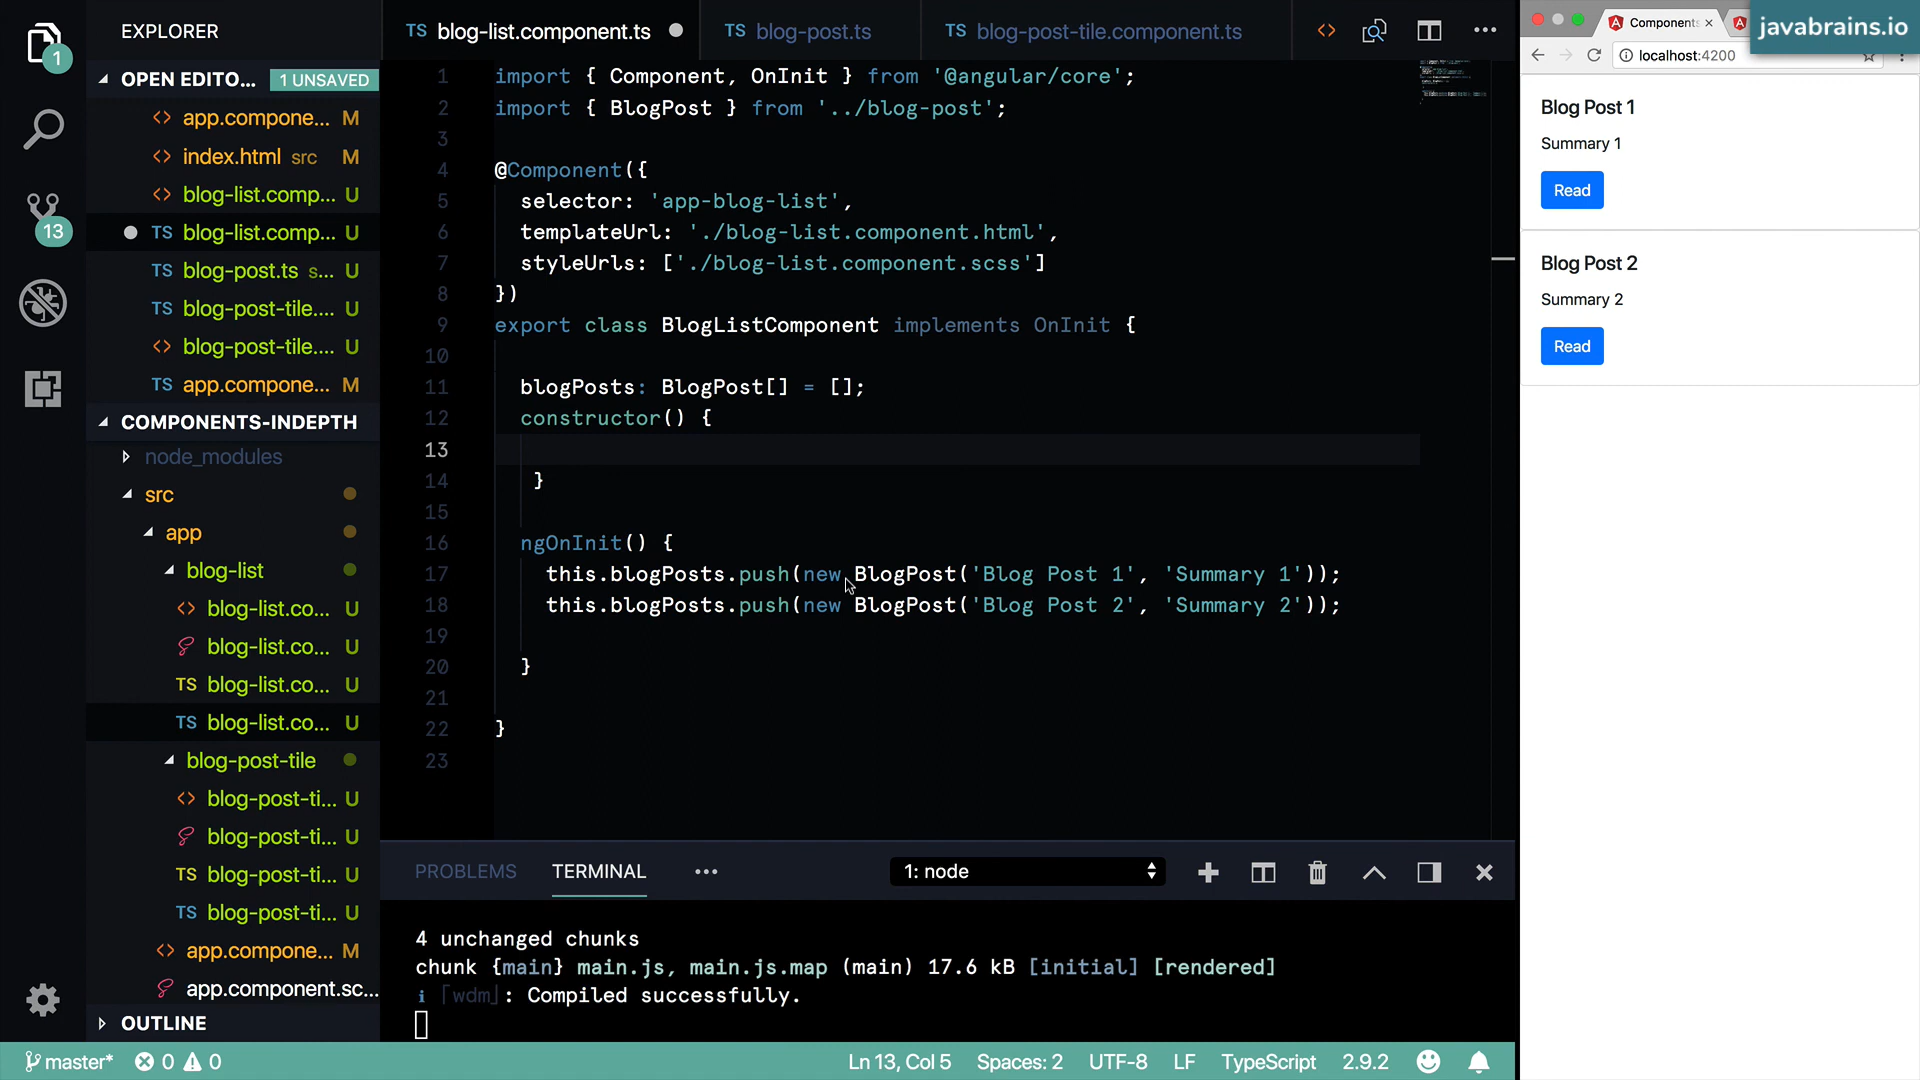 EXPLORER
OPEN EDITO... 1 UNSAVED
app.compone... M
index.html src M
blog-list.comp... U
TS blog-list.comp... U
TS blog-post.ts s... U
TS blog-post-tile.... U
blog-post-tile.... U
TS app.compone... M
COMPONENTS-INDEPTH
node_modules
src
app
blog-list
blog-list.co... U
blog-list.co... U
TS blog-list.co... U
TS blog-list.co... U
blog-post-tile
blog-post-ti... U
blog-post-ti... U
TS blog-post-ti... U
TS blog-post-ti... U
app.compone... M
app.component.sc...
OUTLINE
1
13
TS blog-list.component.ts
TS blog-post.ts
TS blog-post-tile.component.ts
1 import { Component, OnInit } from '@angular/core';
2 import { BlogPost } from '../blog-post';
3
4 @Component({
5 selector: 'app-blog-list',
6 templateUrl: './blog-list.component.html',
7 styleUrls: ['./blog-list.component.scss']
8 })
9 export class BlogListComponent implements OnInit {
10
11 blogPosts: BlogPost[] = [];
12 constructor() {
13
14 }
15
16 ngOnInit() {
17 this.blogPosts.push(new BlogPost('Blog Post 1', 'Summary 1'));
18 this.blogPosts.push(new BlogPost('Blog Post 2', 'Summary 2'));
19
20 }
21
22 }
23
PROBLEMS TERMINAL ... 1: node
4 unchanged chunks
chunk {main} main.js, main.js.map (main) 17.6 kB [initial] [rendered]
i ｢wdm｣: Compiled successfully.
master* 0 0 Ln 13, Col 5 Spaces: 2 UTF-8 LF TypeScript 2.9.2
Components
javabrains.io
localhost:4200
Blog Post 1
Summary 1
Read
Blog Post 2
Summary 2
Read